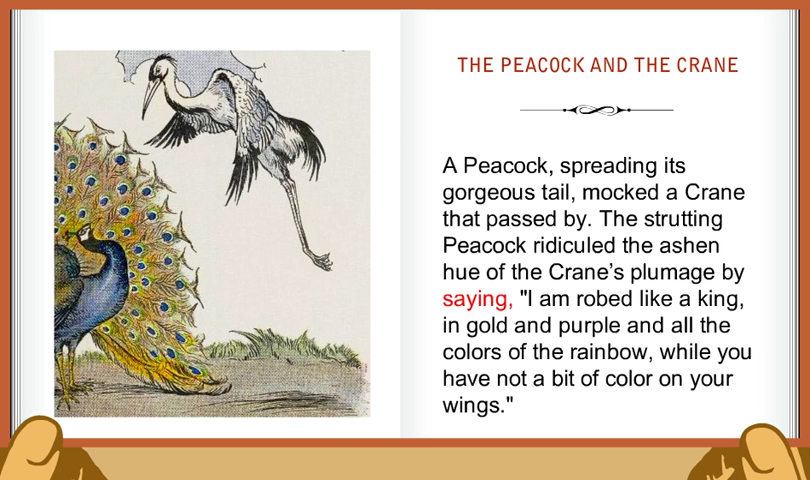 THE PEACOCK AND THE CRANE
A Peacock, spreading its
gorgeous tail, mocked a Crane
that passed by. The strutting
Peacock ridiculed the ashen
hue of the Crane’s plumage by
saying, "I am robed like a king,
in gold and purple and all the
colors of the rainbow, while you
have not a bit of color on your
wings."